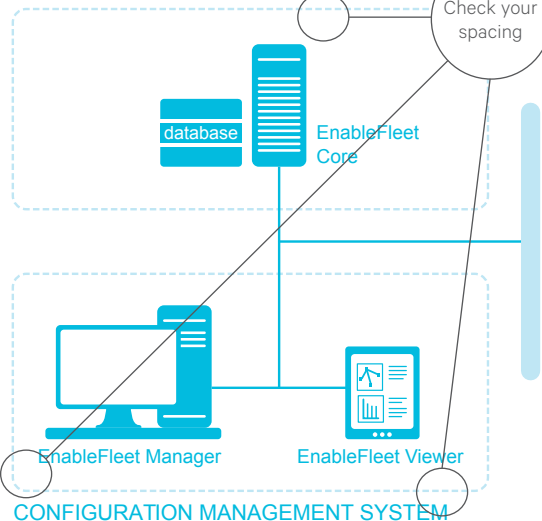 Check your
spacing
database
EnableFleet
Core
EnableFleet Manager
EnableFleet Viewer
CONFIGURATION MANAGEMENT SYSTEM